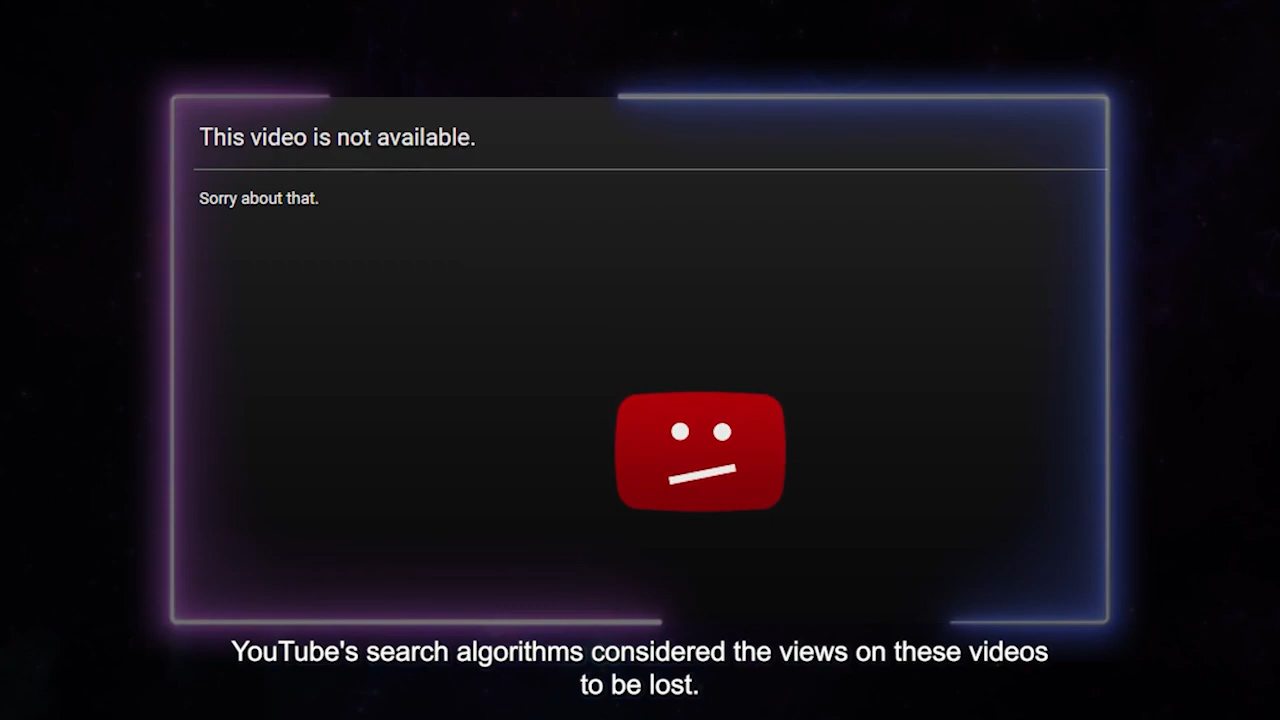 This video is not available.
Sorry about that.
YouTube's search algorithms considered the views on these videos
to be lost.